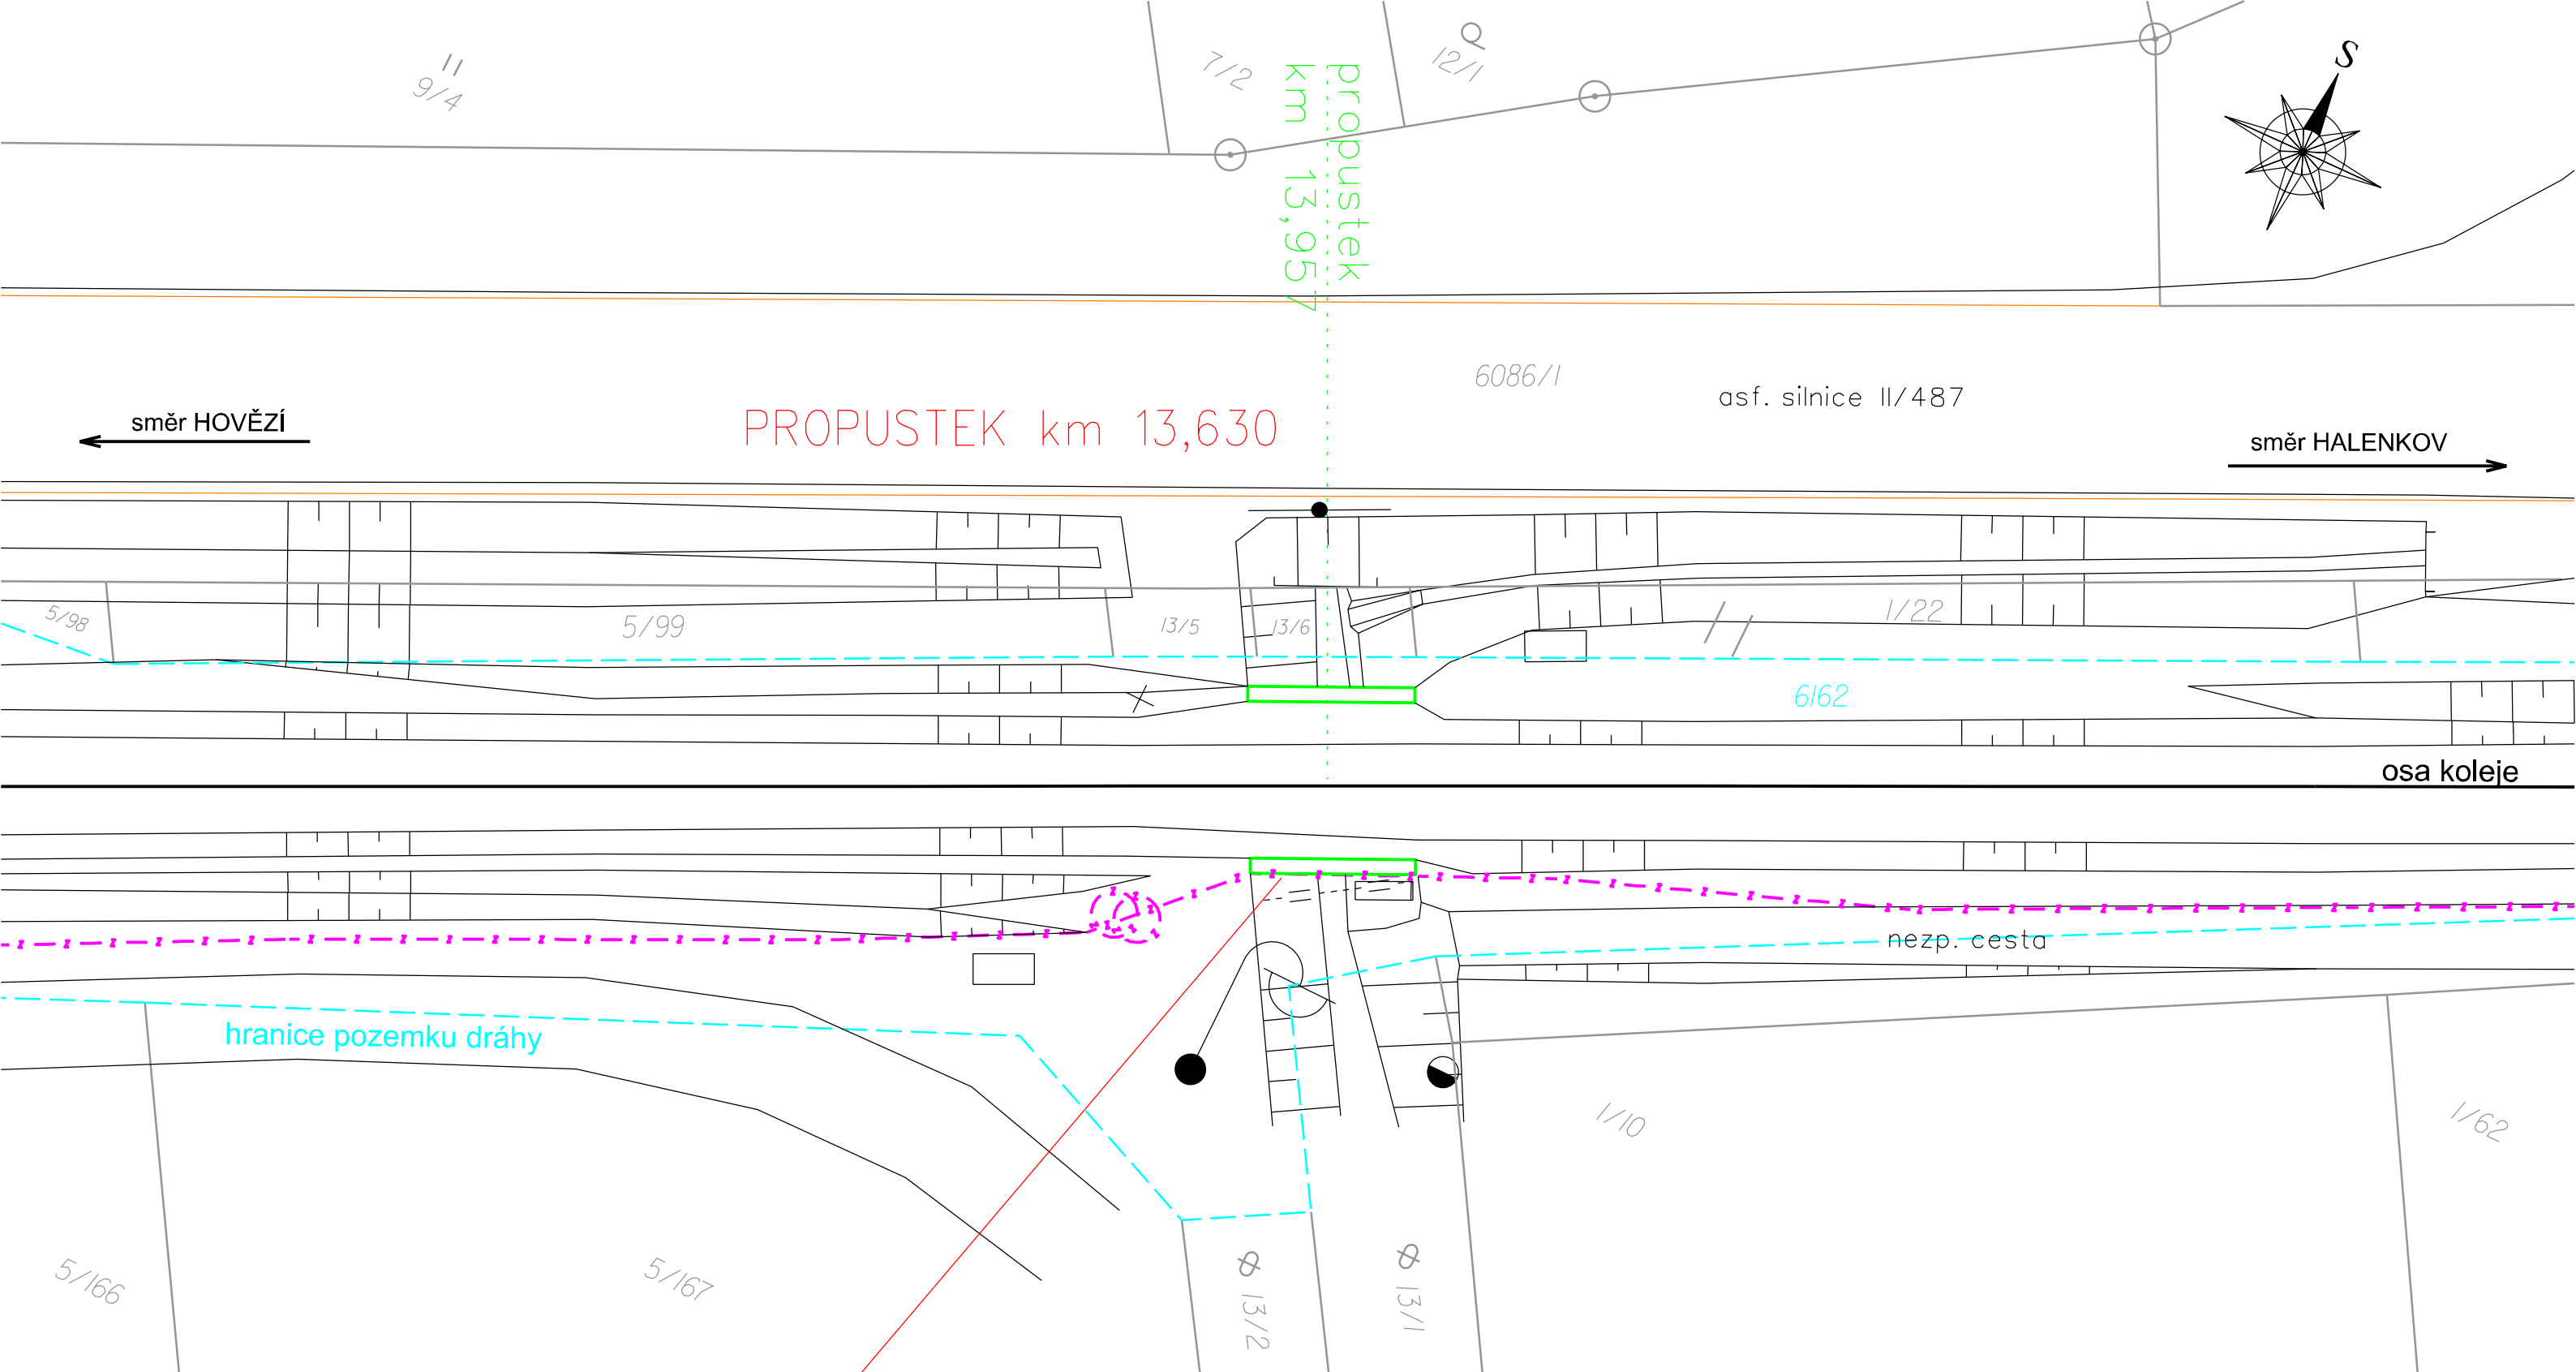 9/4
7/2
12/1
S
propustek
km 13,957
6086/1
asf. silnice II/487
směr HOVĚZÍ
PROPUSTEK km 13,630
směr HALENKOV
5/98
5/99
13/5
13/6
1/22
6162
osa koleje
nezp. cesta
hranice pozemku dráhy
1/10
1/62
5/166
5/167
13/2
13/1